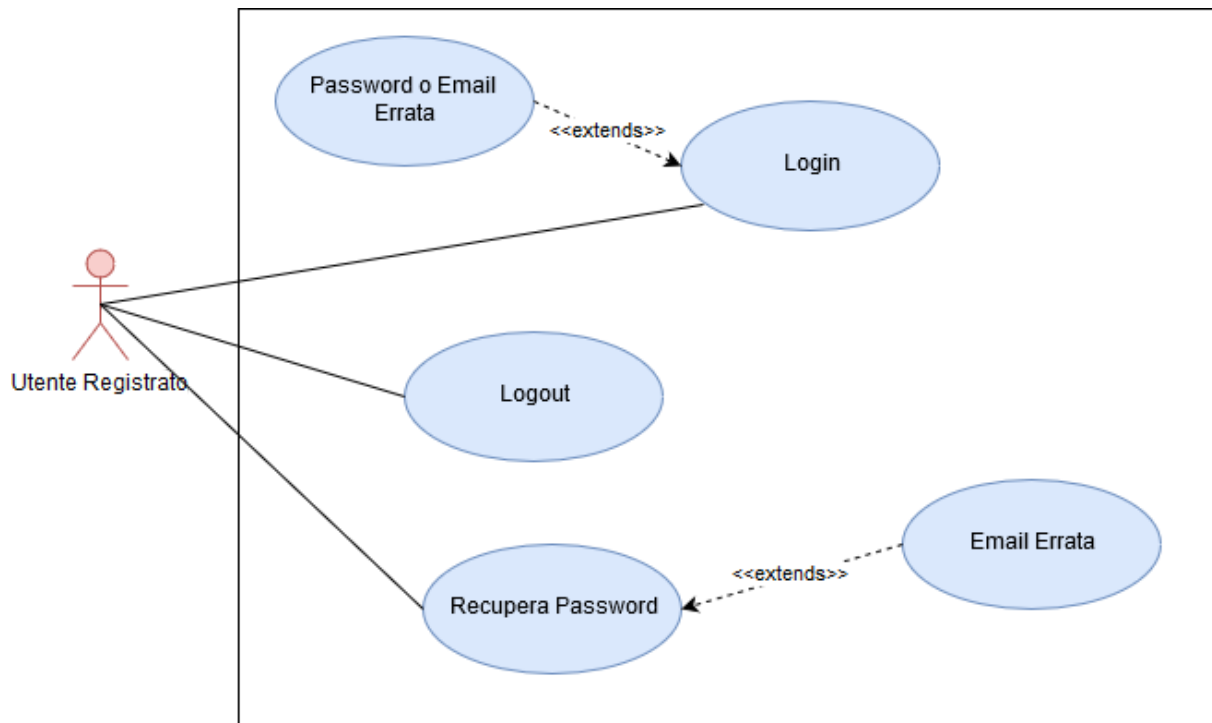 Password o Email
Errata
<<extends>>
Login
Utente Registrato
Logout
Email Errata
<<extends>>
Recupera Password